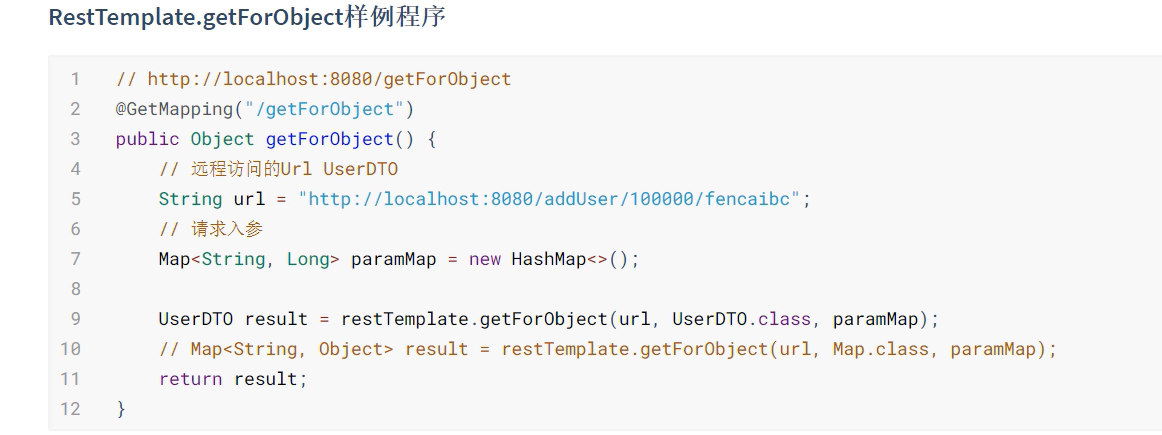 RestTemplate.getForObject样例程序
1 // http://localhost:8080/getForObject
2 @GetMapping("/getForObject")
3 public Object getForObject() {
4 // 远程访问的Url UserDTO
5 String url = "http://localhost:8080/addUser/100000/fencaibc";
6 // 请求入参
7 Map<String, Long> paramMap = new HashMap<>();
8
9 UserDTO result = restTemplate.getForObject(url, UserDTO.class, paramMap);
10 // Map<String, Object> result = restTemplate.getForObject(url, Map.class, paramMap);
11 return result;
12 }